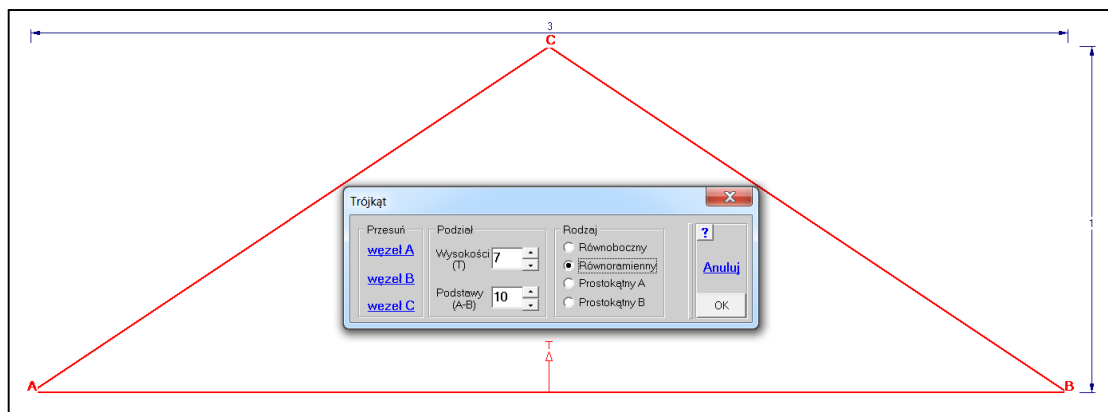 3
C
Trójkąt
Przesuń
węzeł A
węzeł B
węzeł C
Podział
Wysokości
(T)
7
Podstawy
(A-B)
10
Rodzaj
Równoboczny
Równoramienny
Prostokątny A
Prostokątny B
?
Anuluj
OK
1
T
A
B